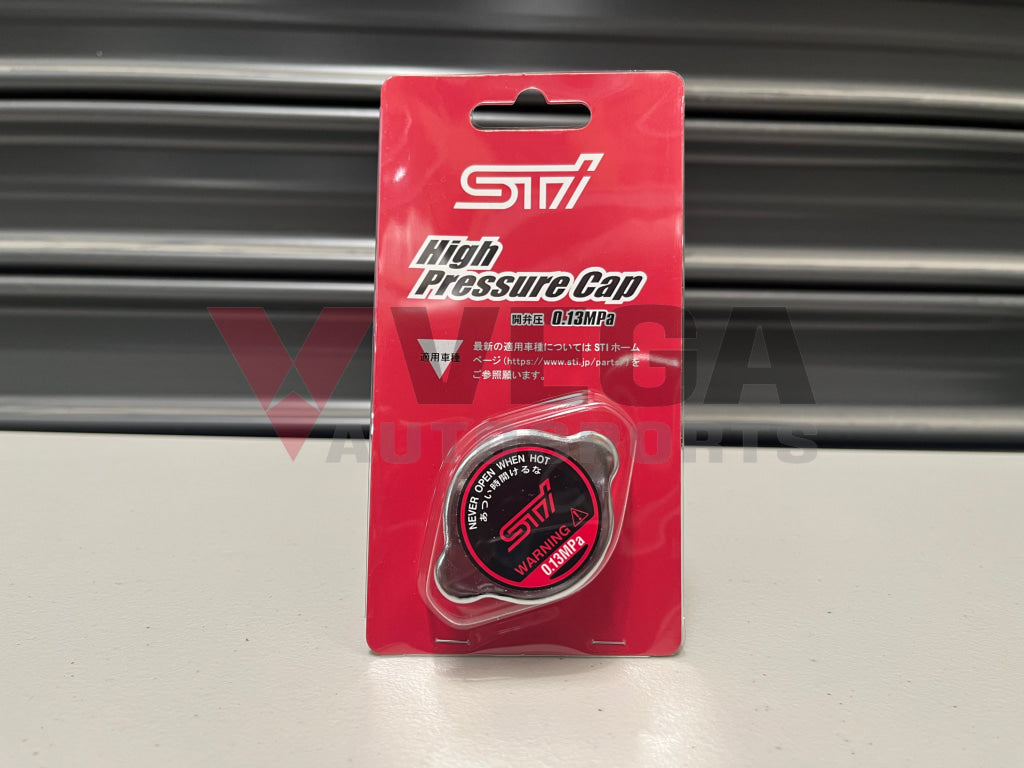 STi
High
Pressure Cap
開弁圧 0.13MPa
適用車種
最新の適用車種については STI ホーム
ページ(https://www.sti.jp/parts/)を
ご参照願います。
VEGA
AUTOSPORTS
NEVER OPEN WHEN HOT
あつい時開けるな
STi
WARNING
0.13MPa